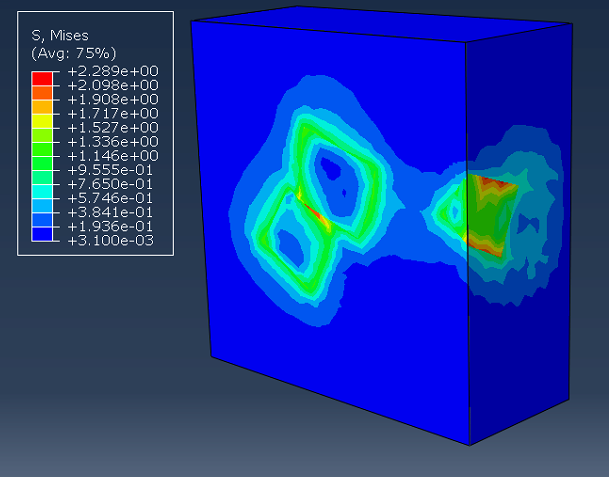 S, Mises
(Avg: 75%)
+2.289e+00
+2.098e+00
+1.908e+00
+1.717e+00
+1.527e+00
+1.336e+00
+1.146e+00
+9.555e-01
+7.650e-01
+5.746e-01
+3.841e-01
+1.936e-01
+3.100e-03